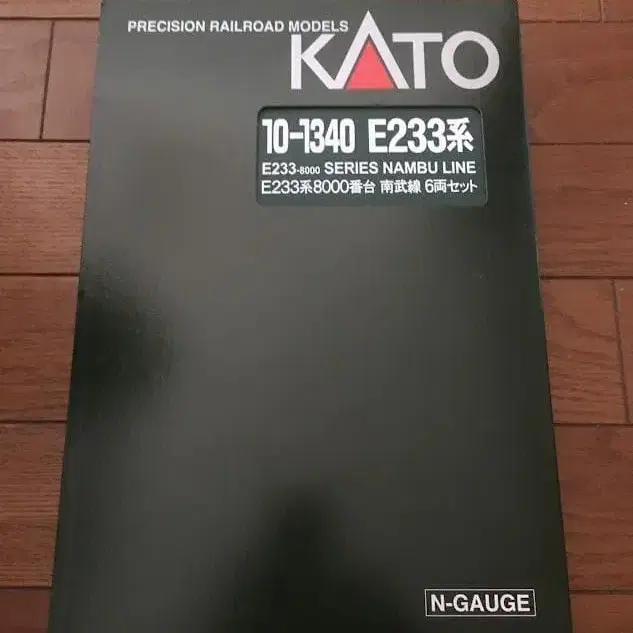 PRECISION RAILROAD MODELS
KATO
10-1340 E233系
E233-8000 SERIES NAMBU LINE
E233系8000番台 南武線 6両セット
N-GAUGE